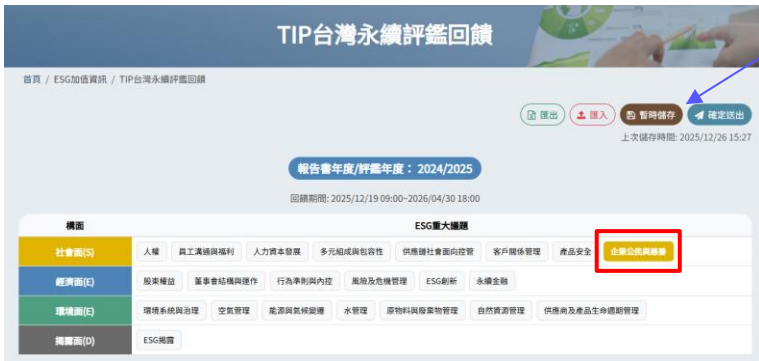 TIP台灣永續評鑑回饋
首頁 / ESG加值資訊 / TIP台灣永續評鑑回饋
匯出 匯入 暫時儲存 確定送出
上次儲存時間: 2025/12/26 15:27
報告書年度/評鑑年度：2024/2025
回饋期間: 2025/12/19 09:00~2026/04/30 18:00
構面 ESG重大議題
社會面(S) 人權 員工溝通與福利 人力資本發展 多元組成與包容性 供應鏈社會面向控管 客戶關係管理 產品安全 企業公民與慈善
經濟面(E) 股東權益 董事會結構與運作 行為準則與內控 風險及危機管理 ESG創新 永續金融
環境面(E) 環境系統與治理 空氣管理 能源與氣候變遷 水管理 原物料與廢棄物管理 自然資源管理 供應商及產品生命週期管理
揭露面(D) ESG揭露